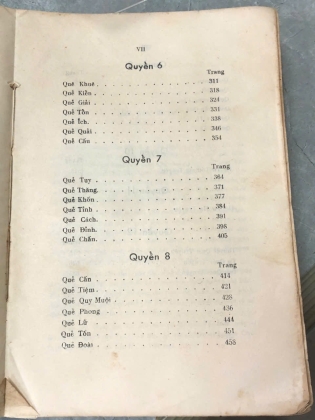 VII
Quyển 6
Trang
Quẻ Khuê 311
Quẻ Kiển 318
Quẻ Giải 324
Quẻ Tổn 331
Quẻ Ích 338
Quẻ Quải 346
Quẻ Cấu 354
Quyển 7
Trang
Quẻ Tụy 364
Quẻ Thăng 371
Quẻ Khốn 377
Quẻ Tỉnh 384
Quẻ Cách 391
Quẻ Đỉnh 398
Quẻ Chấn 405
Quyển 8
Trang
Quẻ Cấn 414
Quẻ Tiệm 421
Quẻ Quy Muội 428
Quẻ Phong 436
Quẻ Lữ 444
Quẻ Tốn 451
Quẻ Đoài 455